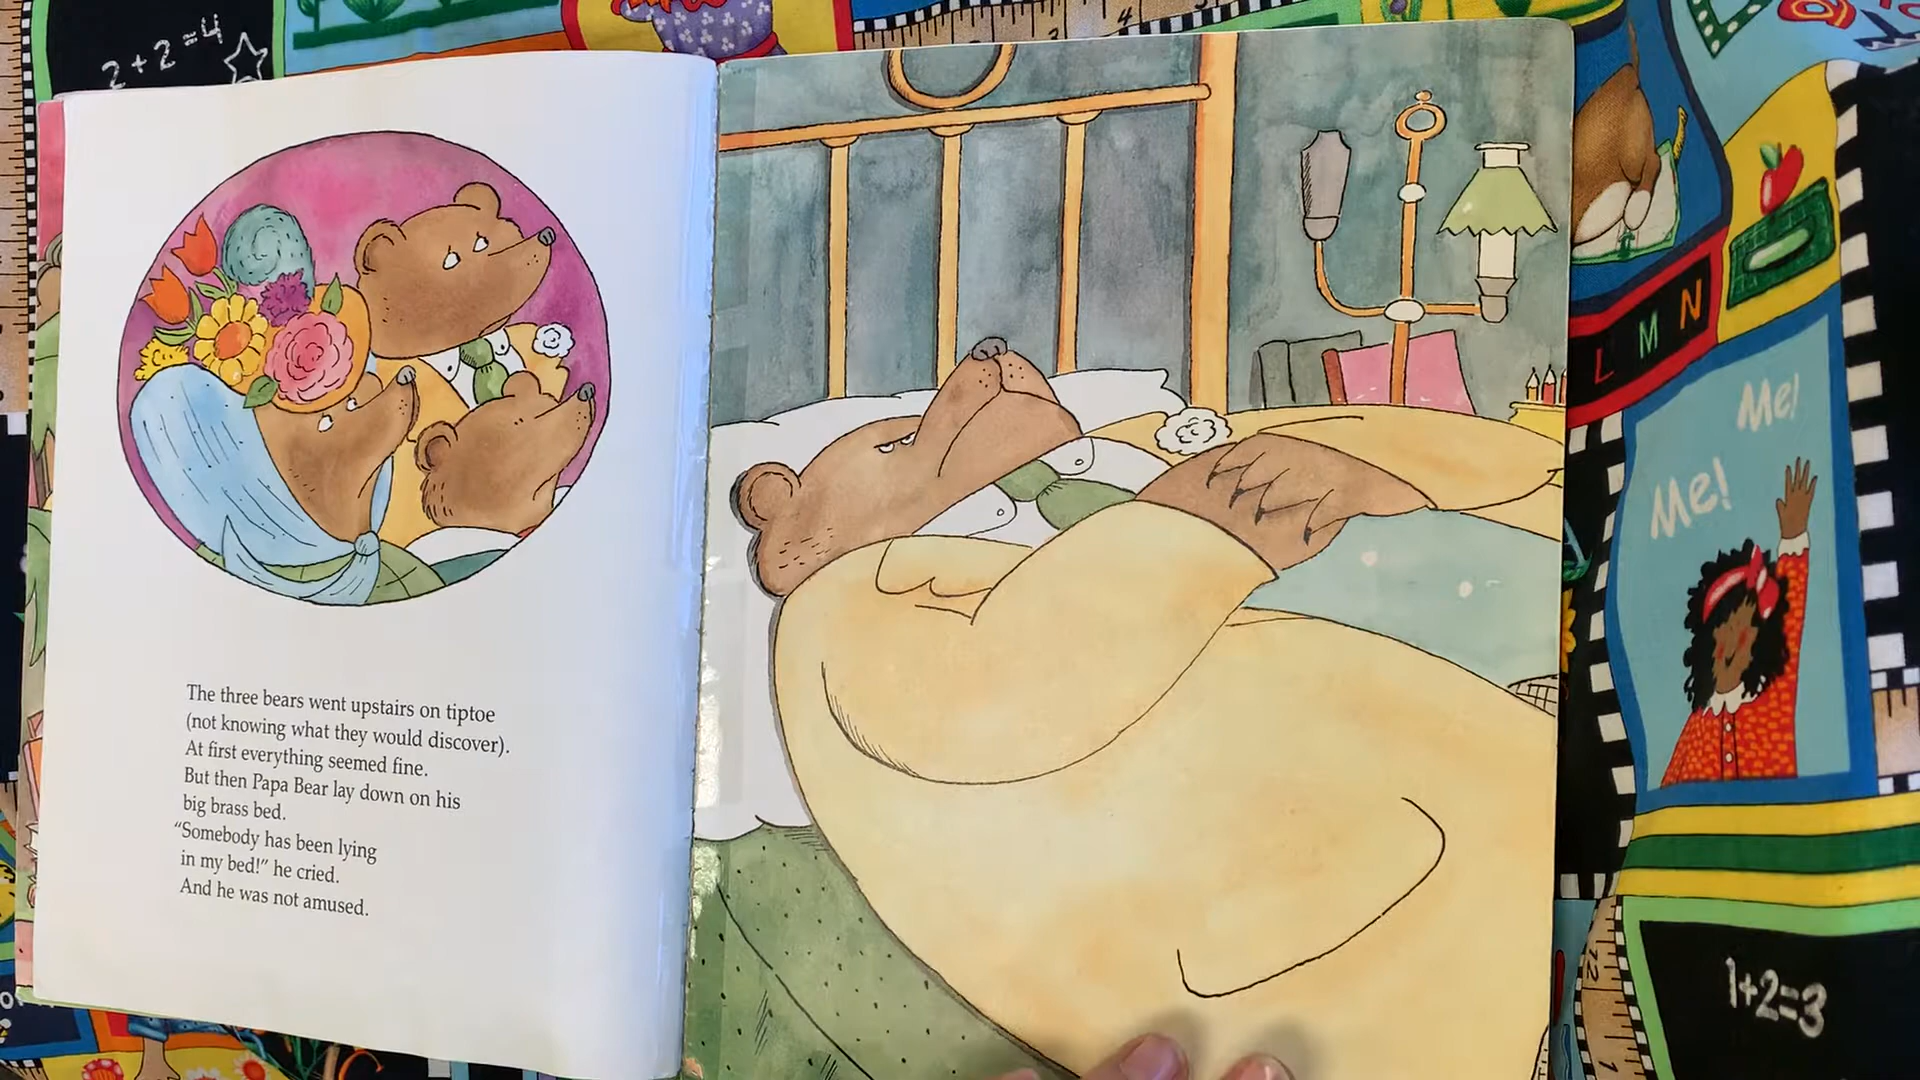 2+2=4
The three bears went upstairs on tiptoe
(not knowing what they would discover).
At first everything seemed fine.
But then Papa Bear lay down on his
big brass bed.
“Somebody has been lying
in my bed!” he cried.
And he was not amused.
L M N
Me!
Me!
1+2=3